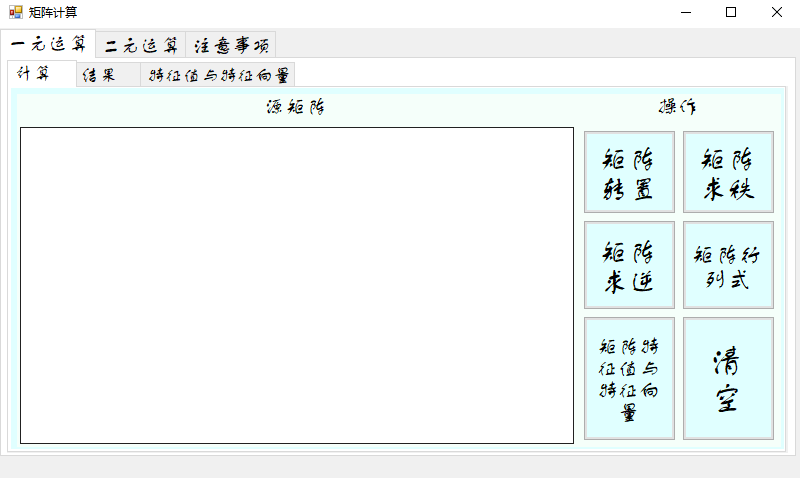 矩阵计算
一元运算 二元运算 注意事项
计算 结果 特征值与特征向量
源矩阵 操作
矩阵
转置
矩阵
求秩
矩阵
求逆
矩阵行
列式
矩阵特
征值与
特征向
量
清
空